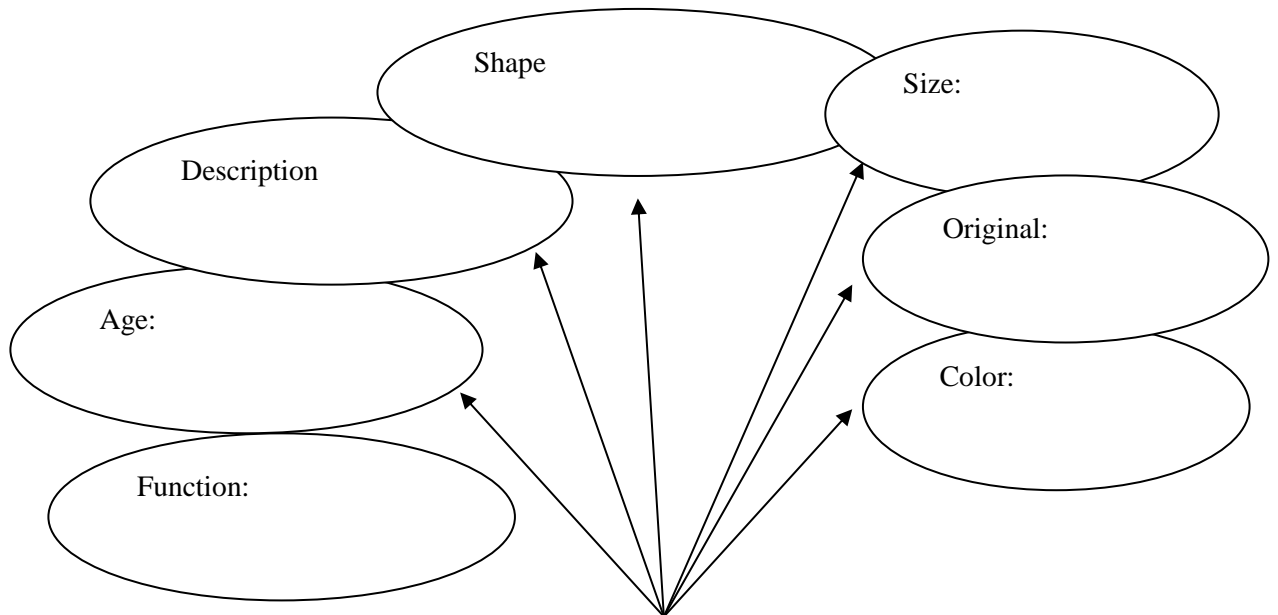 Shape
Size:
Description
Original:
Age:
Color:
Function: